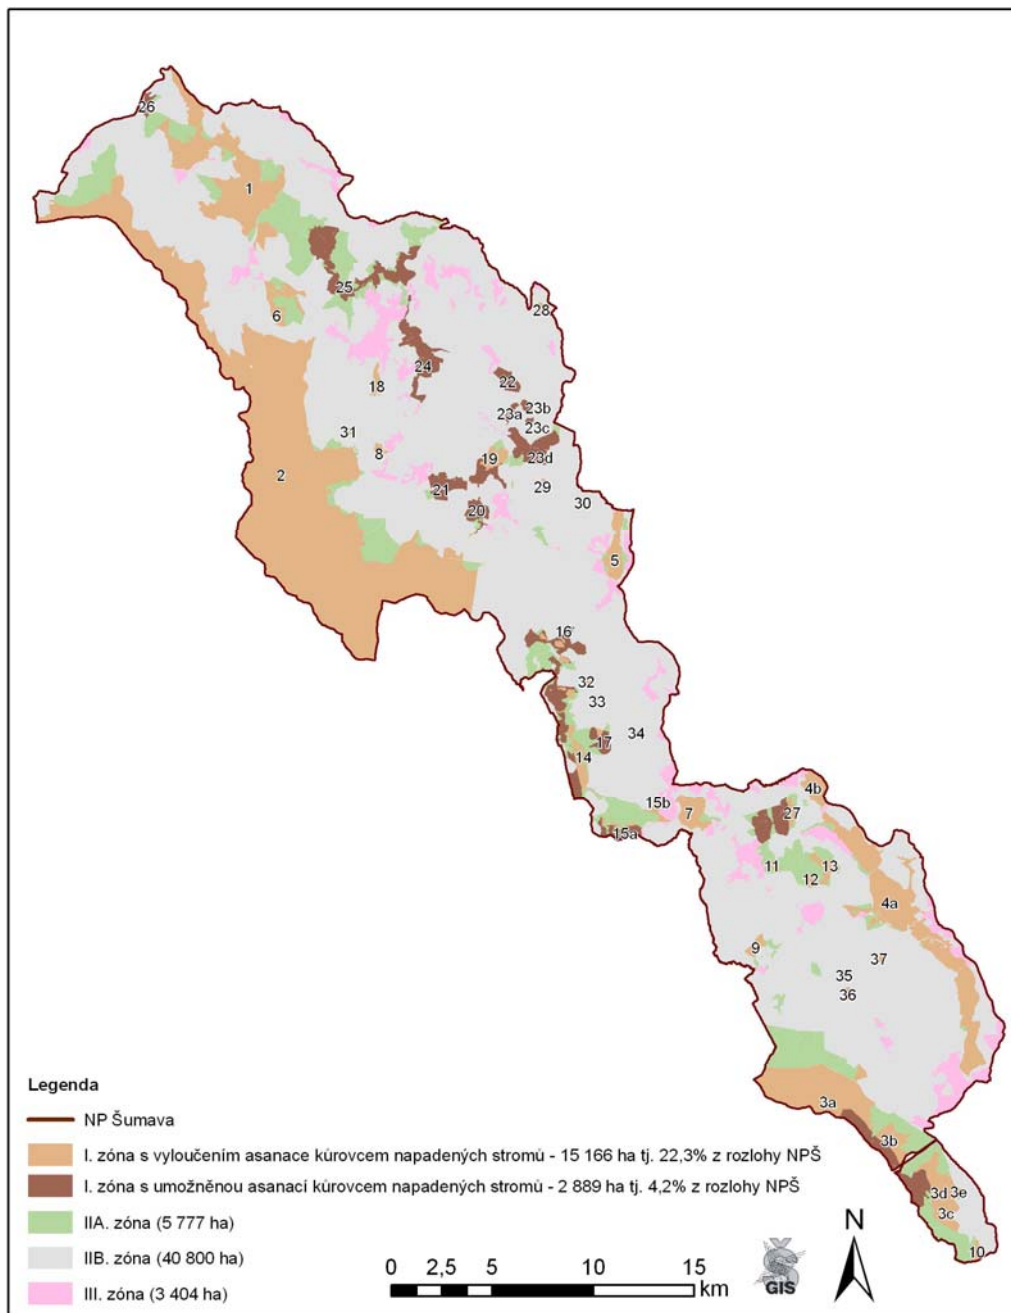 26
1
25
6
28
24
22
18
23b
23a
23c
31
8
19
23d
2
21
29
20
30
5
16
32
33
34
17
14
15b
7
4b
27
15a
11
13
12
4a
9
37
35
36
3a
3b
3d 3e
3c
10
Legenda
NP Šumava
I. zóna s vyloučením asanace kůrovcem napadených stromů - 15 166 ha tj. 22,3% z rozlohy NPŠ
I. zóna s umožněnou asanací kůrovcem napadených stromů - 2 889 ha tj. 4,2% z rozlohy NPŠ
IIA. zóna (5 777 ha)
IIB. zóna (40 800 ha)
III. zóna (3 404 ha)
0 2,5 5 10 15
km
Š
GIS
N